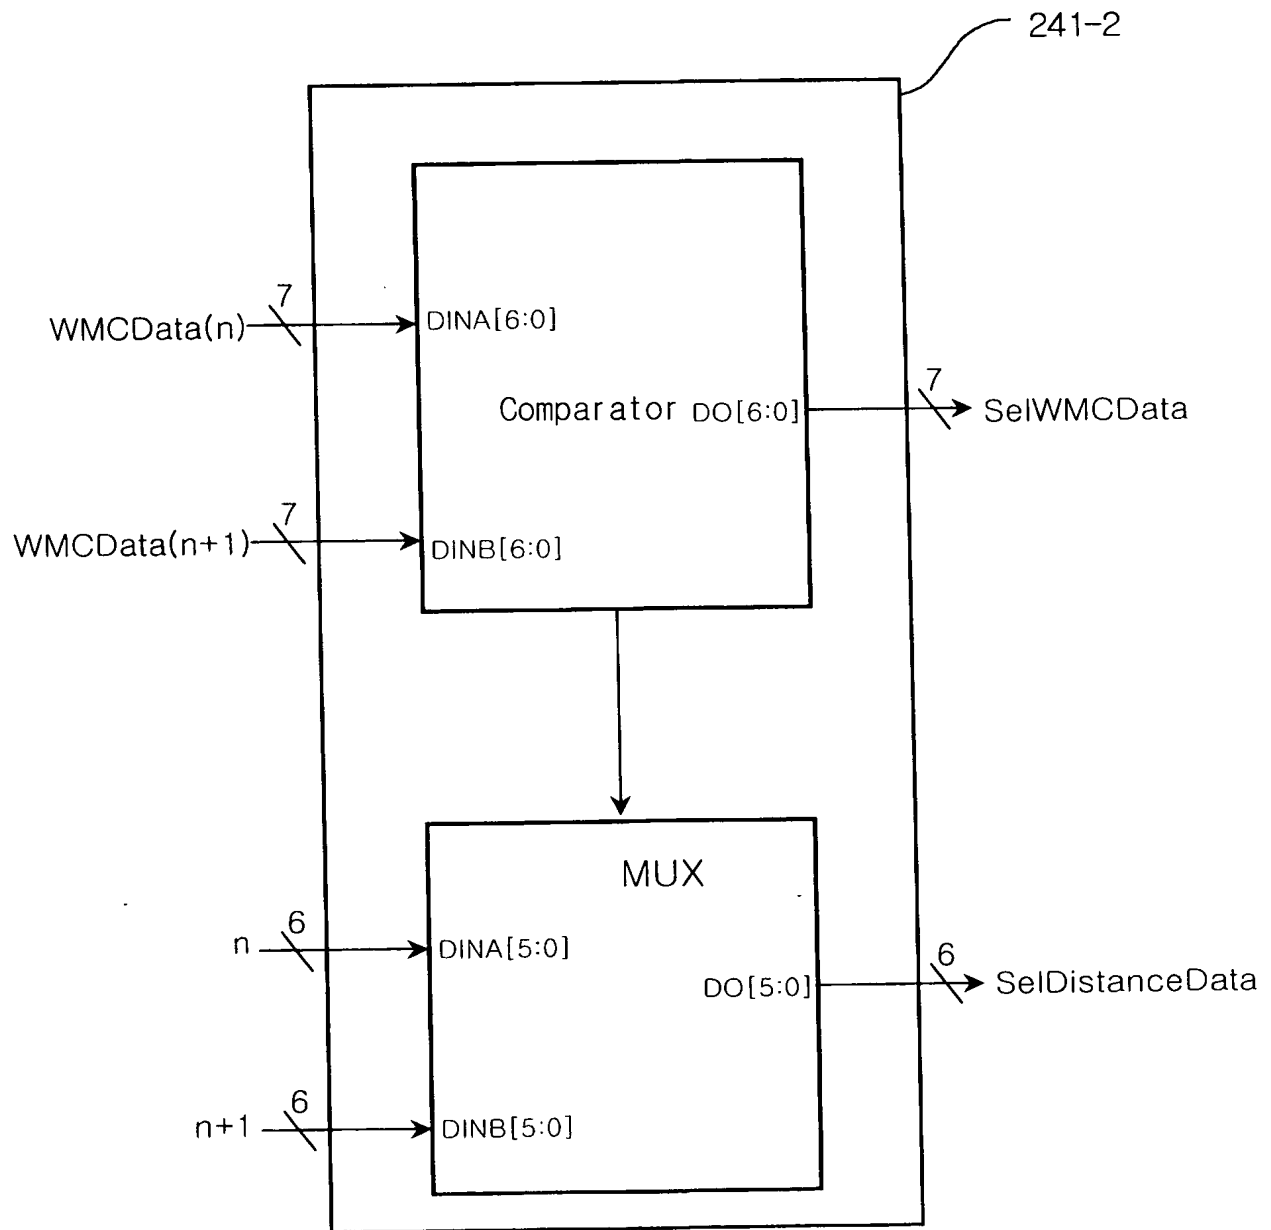 241-2
7
WMCData(n)
DINA[6:0]
Comparator DO[6:0]
7
SelWMCData
7
WMCData(n+1)
DINB[6:0]
MUX
6
n
DINA[5:0]
DO[5:0]
6
SelDistanceData
6
n+1
DINB[5:0]